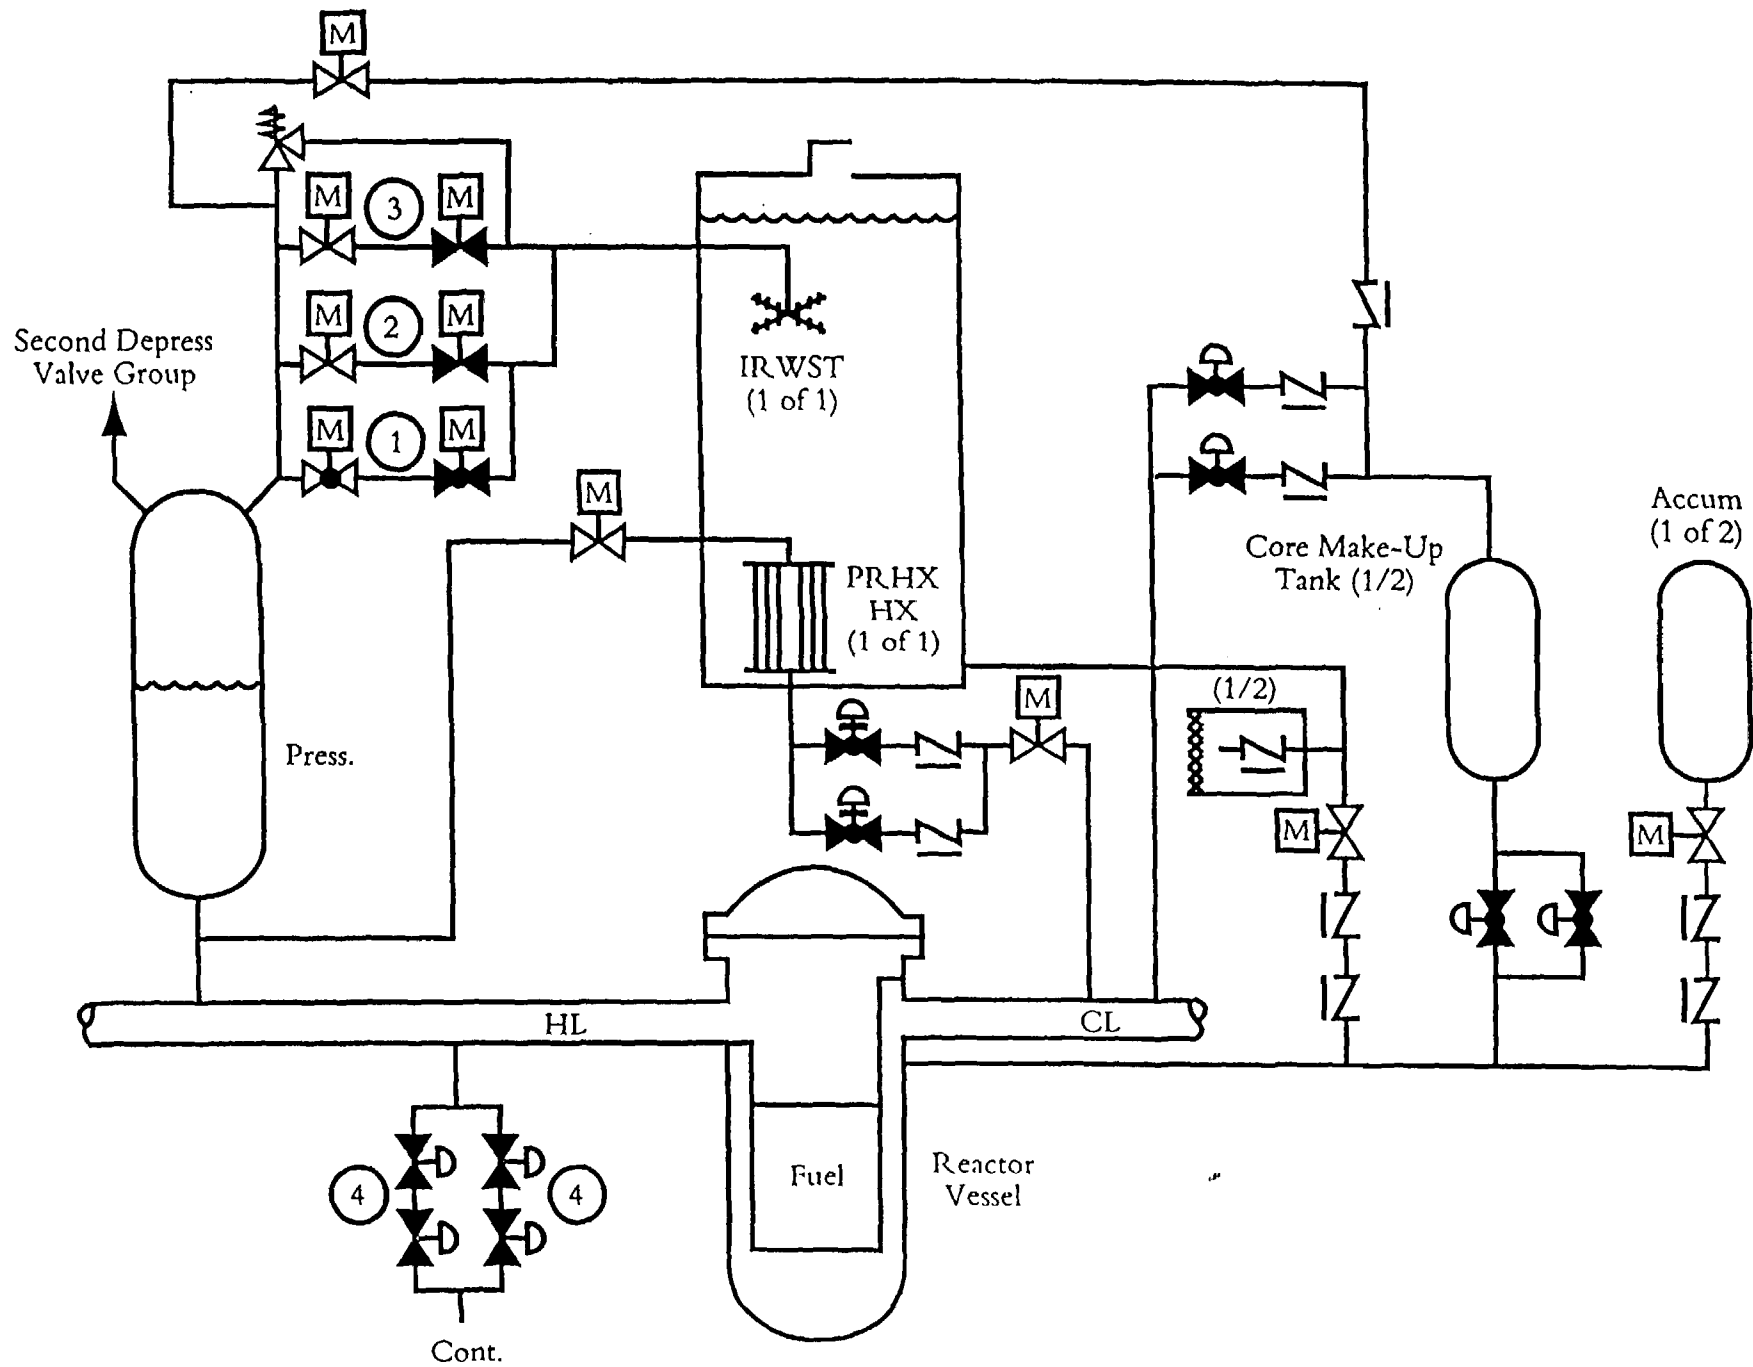 M
M
3
M
M
2
M
Second Depress
Valve Group
IRWST
(1 of 1)
M
1
M
M
Accum
(1 of 2)
Core Make-Up
Tank (1/2)
PRHX
HX
(1 of 1)
(1/2)
M
Press.
M
M
HL
CL
4
4
Fuel
Reactor
Vessel
Cont.